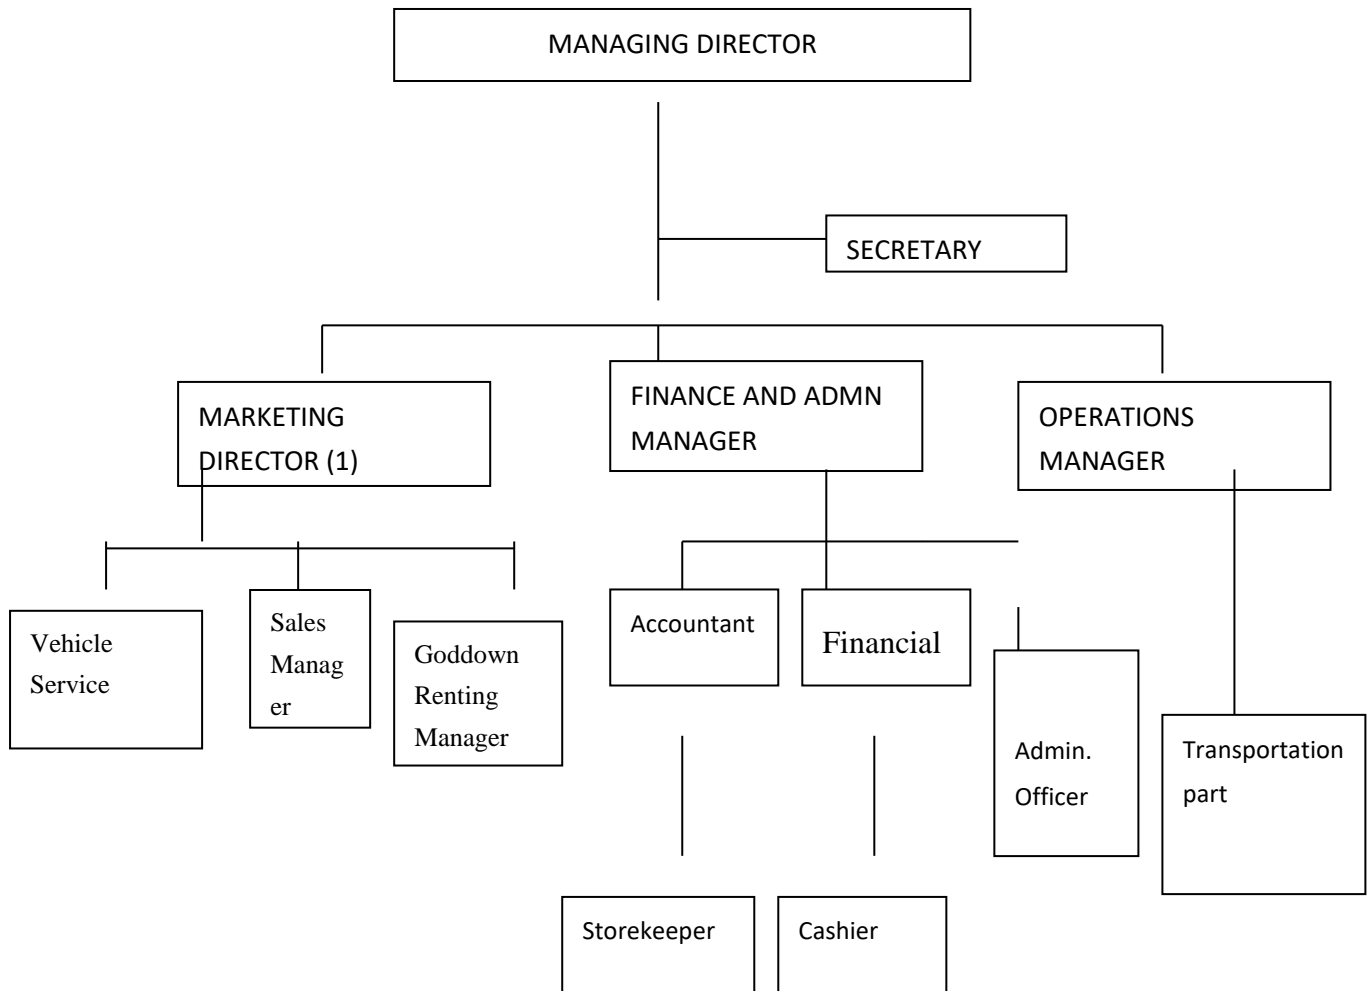 MANAGING DIRECTOR
SECRETARY
MARKETING
DIRECTOR (1)
FINANCE AND ADMN
MANAGER
OPERATIONS
MANAGER
Vehicle
Service
Sales
Manag
er
Goddown
Renting
Manager
Accountant
Financial
Admin.
Officer
Transportation
part
Storekeeper
Cashier